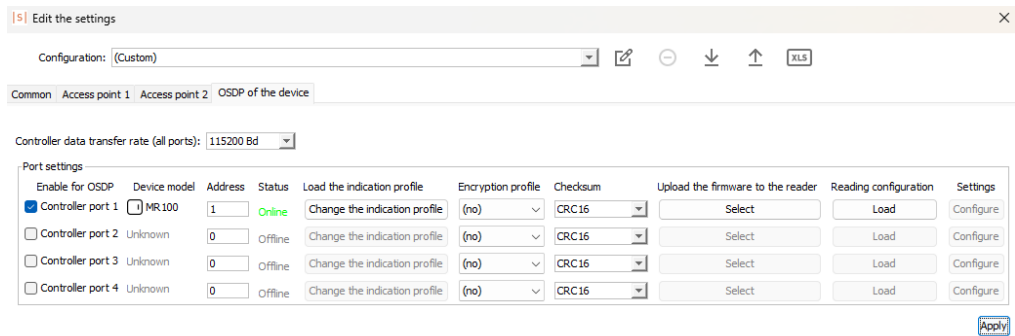 |S| Edit the settings
Configuration: (Custom) XLS
Common Access point 1 Access point 2 OSDP of the device
Controller data transfer rate (all ports): 115200 Bd
Port settings
Enable for OSDP Device model Address Status Load the indication profile Encryption profile Checksum Upload the firmware to the reader Reading configuration Settings
Controller port 1 MR100 1 Online Change the indication profile (no) CRC16 Select Load Configure
Controller port 2 Unknown 0 Offline Change the indication profile (no) CRC16 Select Load Configure
Controller port 3 Unknown 0 Offline Change the indication profile (no) CRC16 Select Load Configure
Controller port 4 Unknown 0 Offline Change the indication profile (no) CRC16 Select Load Configure
Apply